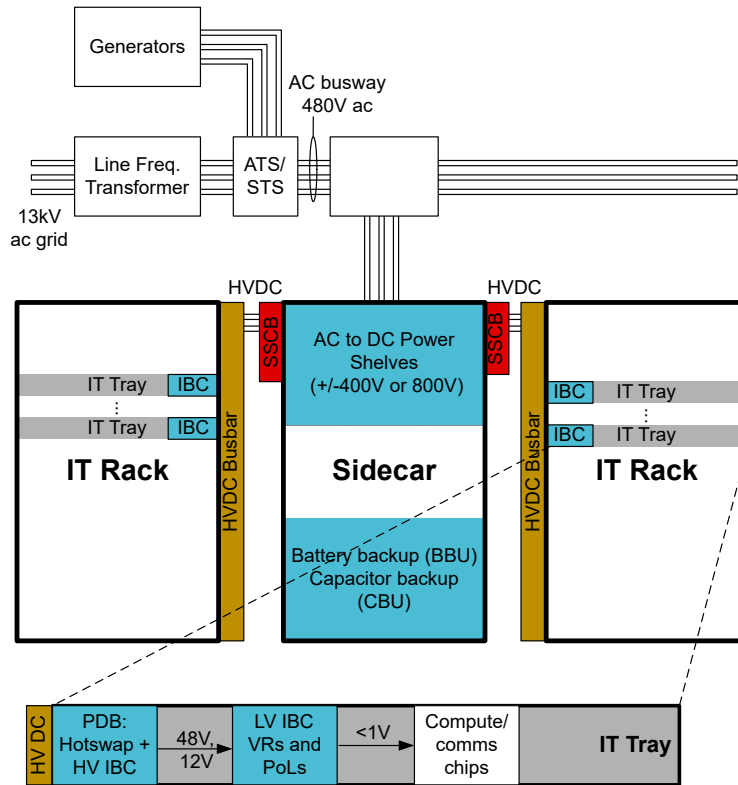 Generators
AC busway
480V ac
Line Freq.
Transformer
ATS/
STS
13kV
ac grid
HVDC
HVDC
SSCB
SSCB
AC to DC Power
Shelves
(+/-400V or 800V)
IT Tray
IBC
...
IT Tray
IBC
IT Rack
HVDC Busbar
Sidecar
Battery backup (BBU)
Capacitor backup
(CBU)
HVDC Busbar
IBC
IT Tray
...
IBC
IT Tray
IT Rack
HV DC
PDB:
Hotswap +
HV IBC
48V,
12V
LV IBC
VRs and
PoLs
<1V
Compute/
comms
chips
IT Tray